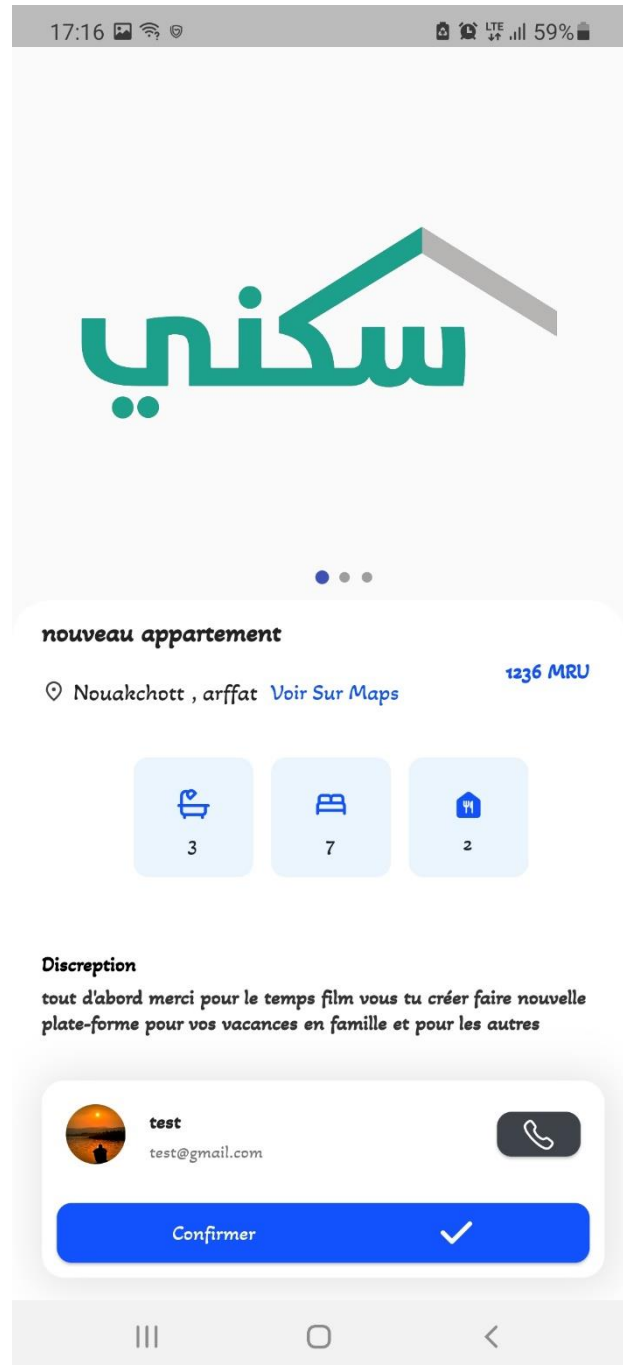 17:16 LTE 59%
سكني
nouveau appartement
1236 MRU
Nouakchott , arffat Voir Sur Maps
3 7 2
Discreption
tout d'abord merci pour le temps film vous tu créer faire nouvelle
plate-forme pour vos vacances en famille et pour les autres
test
test@gmail.com
Confirmer